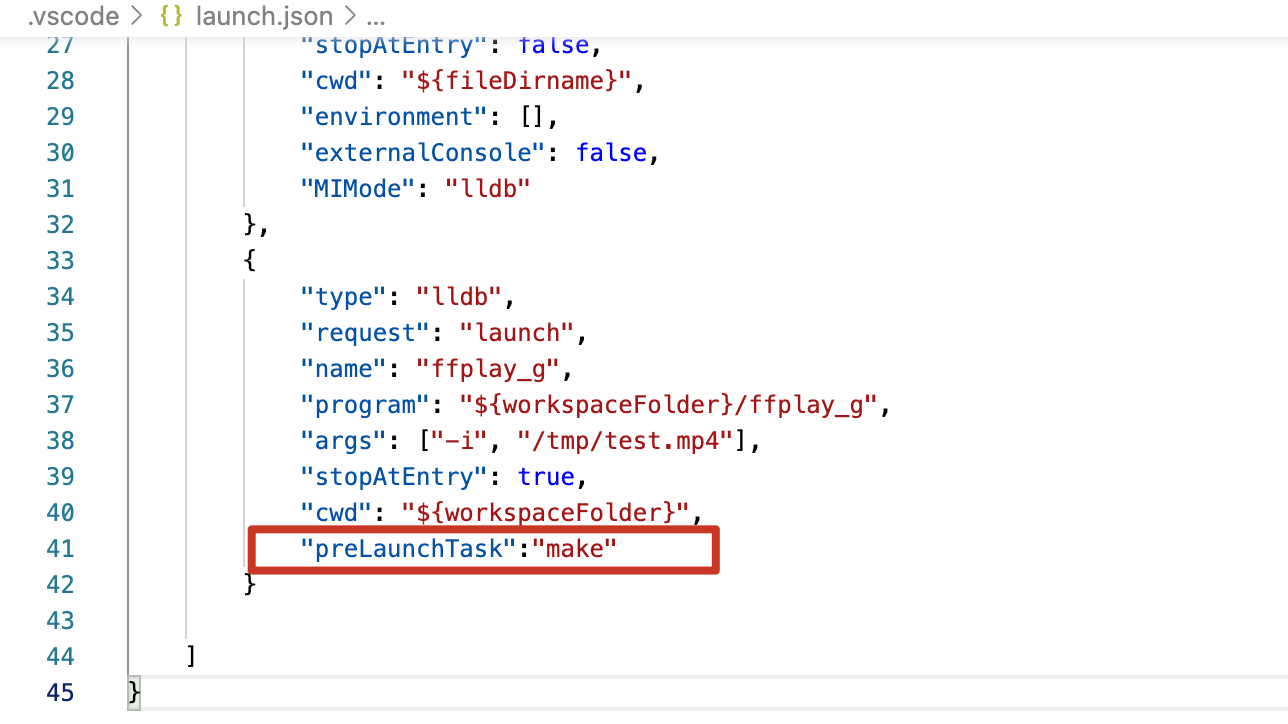 .vscode > {} launch.json > ...
27 "stopAtEntry": false,
28 "cwd": "${fileDirname}",
29 "environment": [],
30 "externalConsole": false,
31 "MIMode": "lldb"
32 },
33 {
34 "type": "lldb",
35 "request": "launch",
36 "name": "ffplay_g",
37 "program": "${workspaceFolder}/ffplay_g",
38 "args": ["-i", "/tmp/test.mp4"],
39 "stopAtEntry": true,
40 "cwd": "${workspaceFolder}",
41 "preLaunchTask":"make"
42 }
43
44 ]
45 }